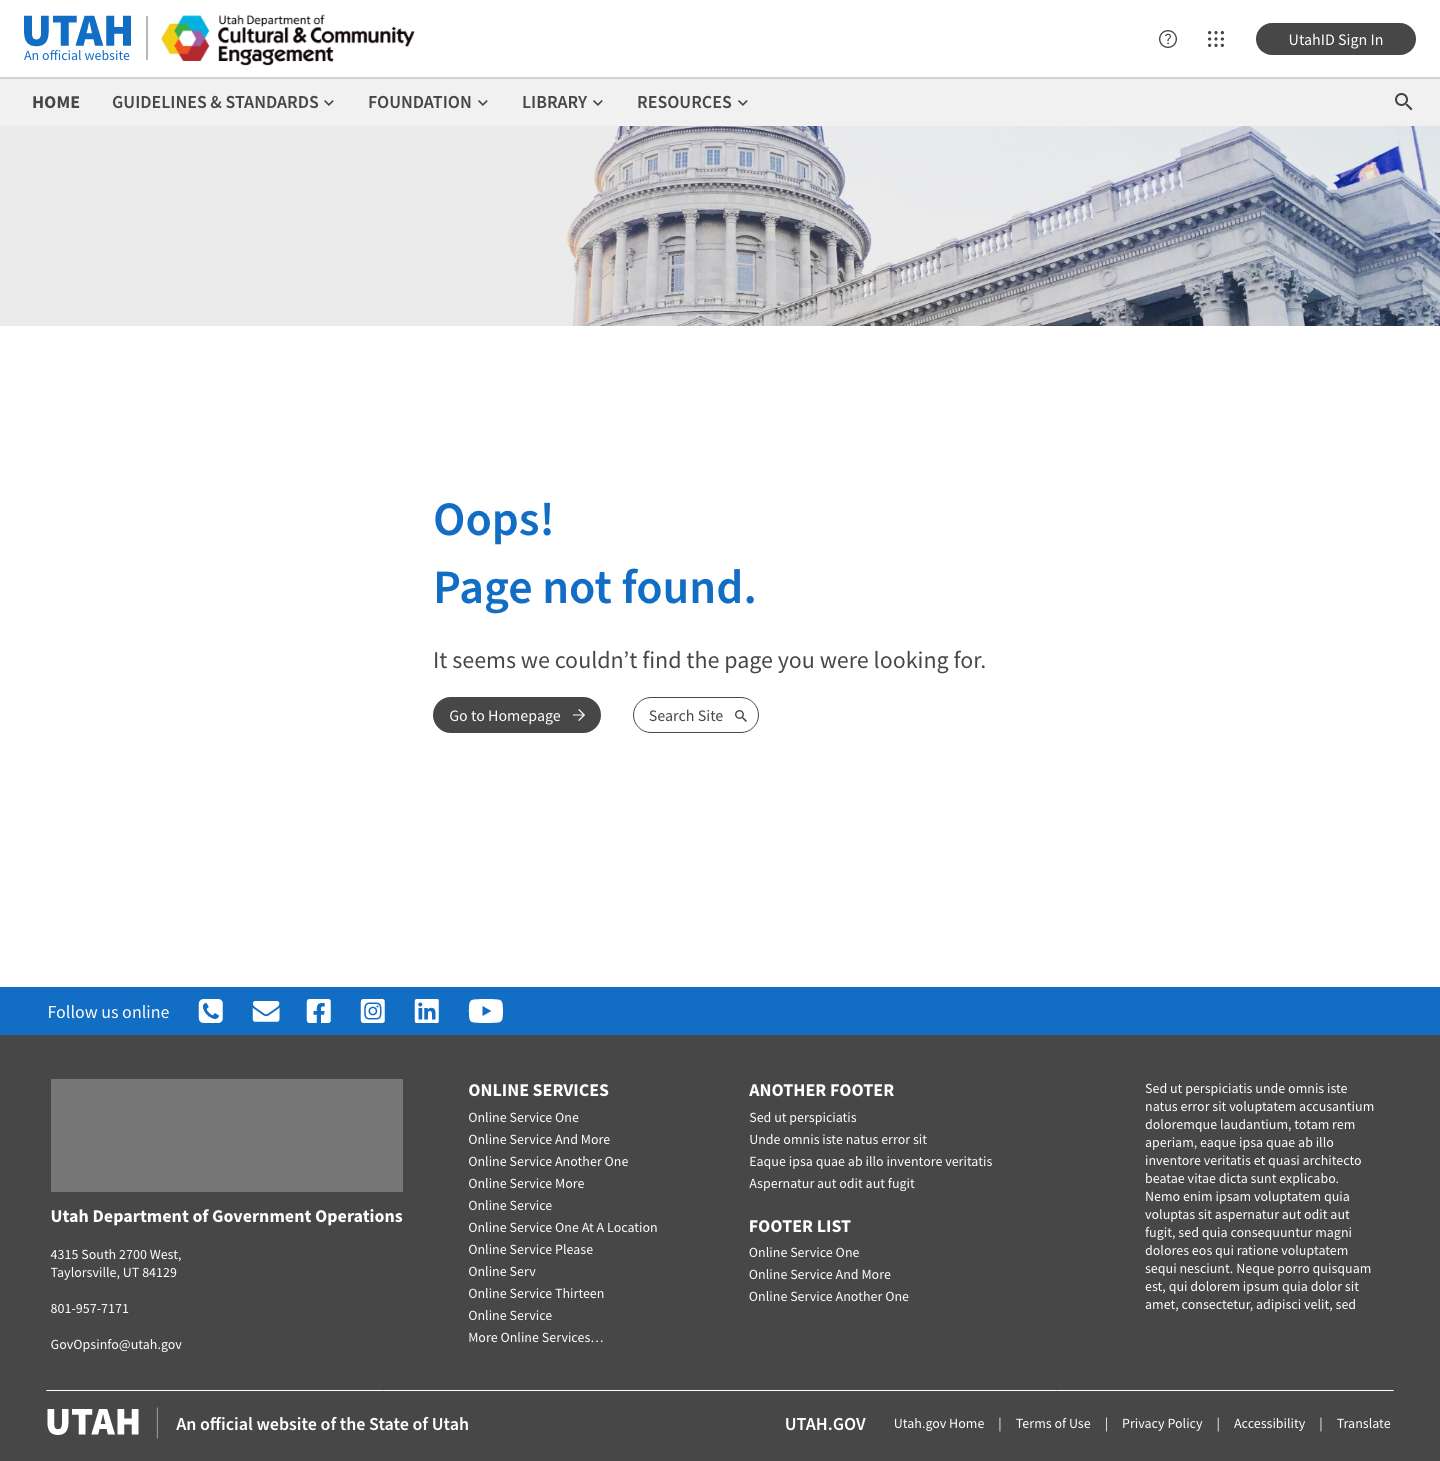 UTAH
An official website
Utah Department of
Cultural & Community
Engagement
UtahID Sign In
HOME
GUIDELINES & STANDARDS
FOUNDATION
LIBRARY
RESOURCES
Oops!
Page not found.
It seems we couldn’t find the page you were looking for.
Go to Homepage
Search Site
Follow us online
Utah Department of Government Operations
4315 South 2700 West,
Taylorsville, UT 84129
801-957-7171
GovOpsinfo@utah.gov
ONLINE SERVICES
Online Service One
Online Service And More
Online Service Another One
Online Service More
Online Service
Online Service One At A Location
Online Service Please
Online Serv
Online Service Thirteen
Online Service
More Online Services…
ANOTHER FOOTER
Sed ut perspiciatis
Unde omnis iste natus error sit
Eaque ipsa quae ab illo inventore veritatis
Aspernatur aut odit aut fugit
FOOTER LIST
Online Service One
Online Service And More
Online Service Another One
Sed ut perspiciatis unde omnis iste
natus error sit voluptatem accusantium
doloremque laudantium, totam rem
aperiam, eaque ipsa quae ab illo
inventore veritatis et quasi architecto
beatae vitae dicta sunt explicabo.
Nemo enim ipsam voluptatem quia
voluptas sit aspernatur aut odit aut
fugit, sed quia consequuntur magni
dolores eos qui ratione voluptatem
sequi nesciunt. Neque porro quisquam
est, qui dolorem ipsum quia dolor sit
amet, consectetur, adipisci velit, sed
UTAH
An official website of the State of Utah
UTAH.GOV
Utah.gov Home | Terms of Use | Privacy Policy | Accessibility | Translate